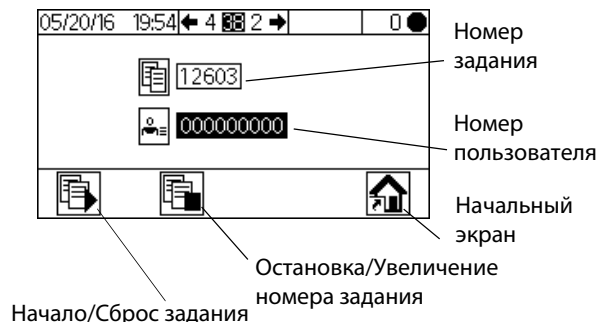 05/20/16 19:54 4 38 2 0
Номер
задания
12603
Номер
пользователя
000000000
Начальный
экран
Остановка/Увеличение
номера задания
Начало/Сброс задания